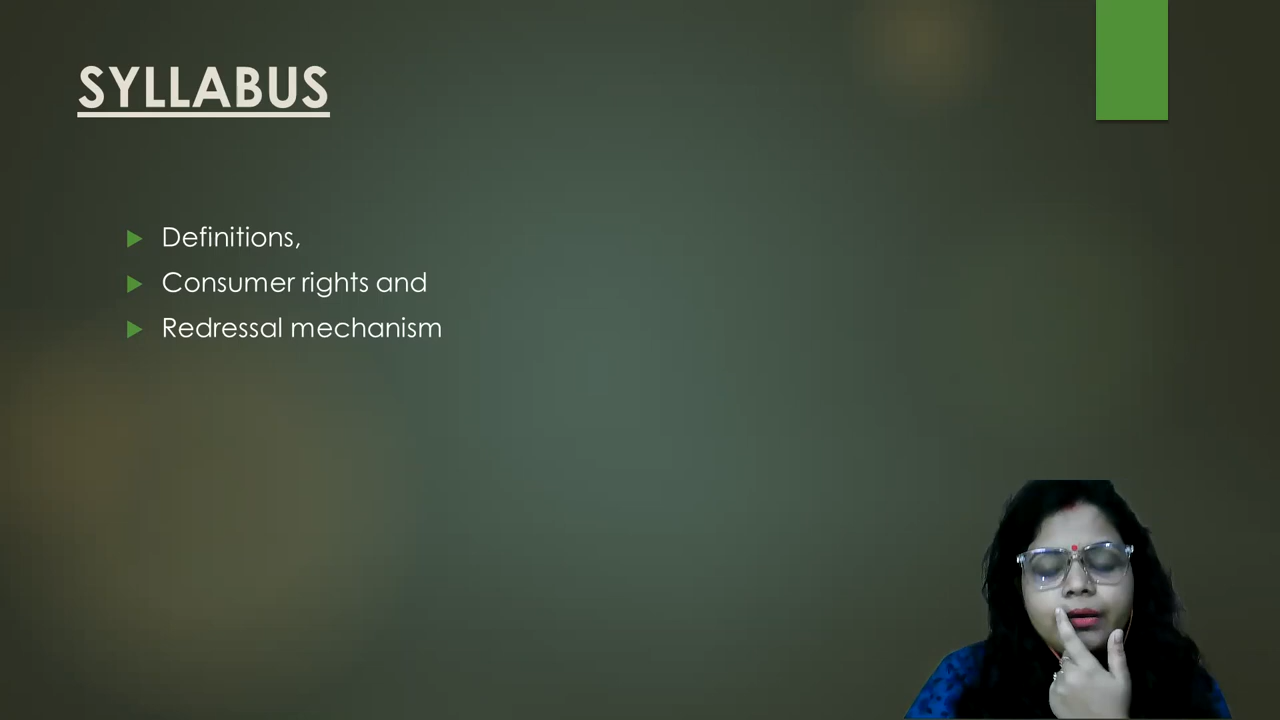 SYLLABUS
Definitions,
Consumer rights and
Redressal mechanism